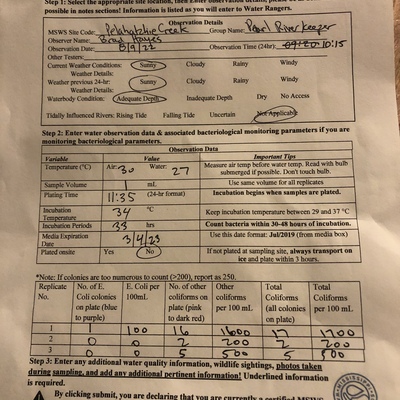 Step 1: Select the appropriate site location, then enter observation details,
possible in notes sections! Information is listed as you will enter to Water Rangers.
Observation Details
MSWS Site Code: Pelahatchie Creek Group Name: Pearl Riverkeeper
Observer Name: Brad Hayes
Observation Date: 8/9/22 Observation Time (24hr): 10:15
Other Testers:
Current Weather Conditions: Sunny Cloudy Rainy Windy
Weather Details:
Weather previous 24-hr: Sunny Cloudy Rainy Windy
Weather Details:
Waterbody Condition: Adequate Depth Inadequate Depth Dry No Access
Tidally Influenced Rivers: Rising Tide Falling Tide Uncertain Not Applicable
Step 2: Enter water observation data & associated bacteriological monitoring parameters if you are
monitoring bacteriological parameters.
Observation Data
Variable Value Important Tips
Temperature (°C) Air: 30 Water: 27 Measure air temp before water temp. Read with bulb submerged if possible. Don't touch bulb.
Sample Volume mL Use same volume for all replicates
Plating Time 11:35 (24-hr format) Incubation begins when samples are plated.
Incubation Temperature 34 °C Keep incubation temperature between 29 and 37 °C
Incubation Periods 33 hrs Count bacteria within 30-48 hours of incubation.
Media Expiration Date 3/4/23 Use this date format: Jul/2019 (from media box)
Plated onsite Yes No If not plated at sampling site, always transport on ice and plate within 3 hours.
*Note: If colonies are too numerous to count (>200), report as 250.
Replicate No. No. of E. Coli colonies on plate (blue to purple) E. Coli per 100mL No. of other coliforms on plate (pink to dark red) Other coliforms per 100 mL Total Coliforms (all colonies on plate) Total Coliforms per 100 mL
1 1 100 16 1600 17 1700
2 0 0 2 200 2 200
3 0 0 5 500 5 500
Step 3: Enter any additional water quality information, wildlife sightings, photos taken
during sampling, and add any additional pertinent information! Underlined information
is required.
By clicking submit, you are declaring that you are currently a certified